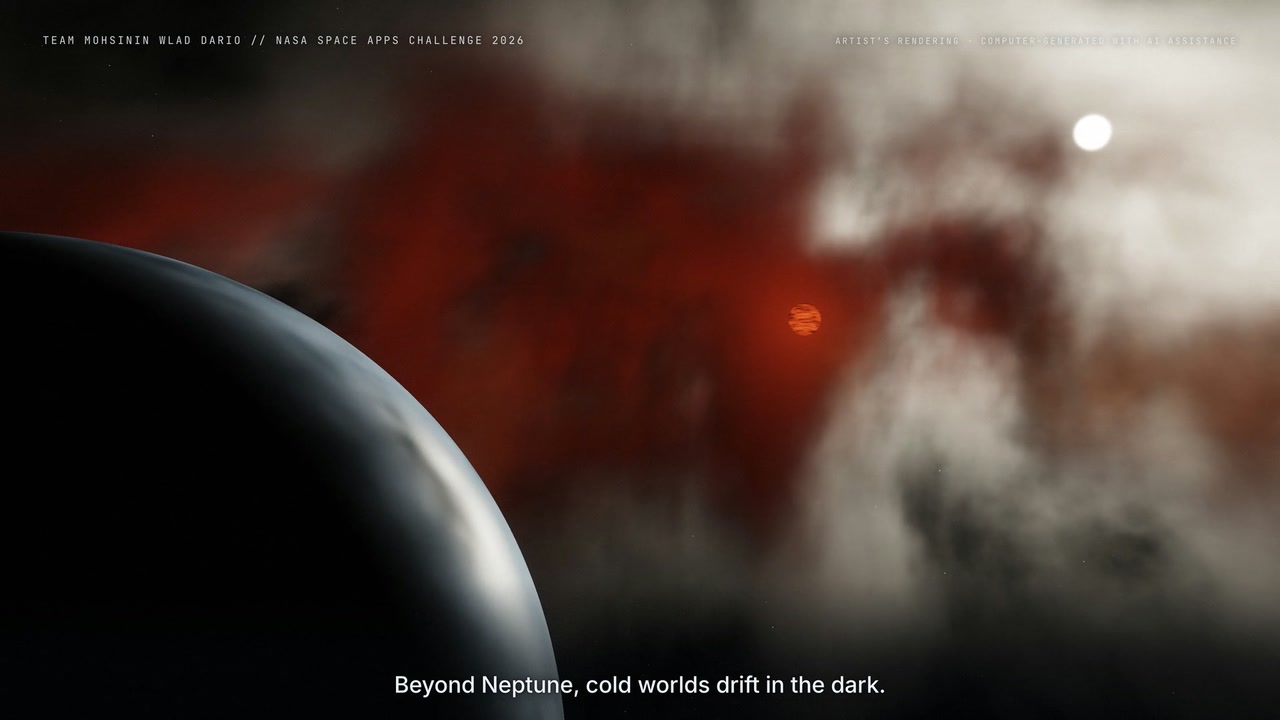 TEAM MOHSININ WLAD DARIO // NASA SPACE APPS CHALLENGE 2026
ARTIST'S RENDERING - COMPUTER-GENERATED WITH AI ASSISTANCE
Beyond Neptune, cold worlds drift in the dark.